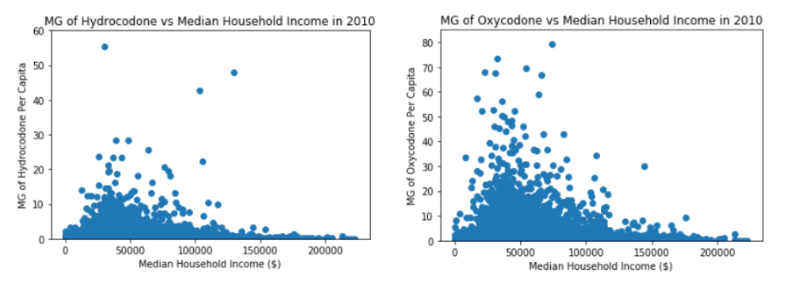 MG of Hydrocodone vs Median Household Income in 2010
60
50
40
30
20
10
0
MG of Hydrocodone Per Capita
0 50000 100000 150000 200000
Median Household Income ($)
MG of Oxycodone vs Median Household Income in 2010
80
70
60
50
40
30
20
10
0
MG of Oxycodone Per Capita
0 50000 100000 150000 200000
Median Household Income ($)